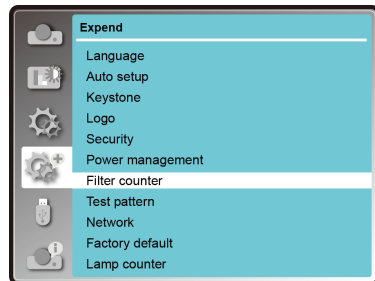 Expend
Language
Auto setup
Keystone
Logo
Security
Power management
Filter counter
Test pattern
Network
Factory default
Lamp counter